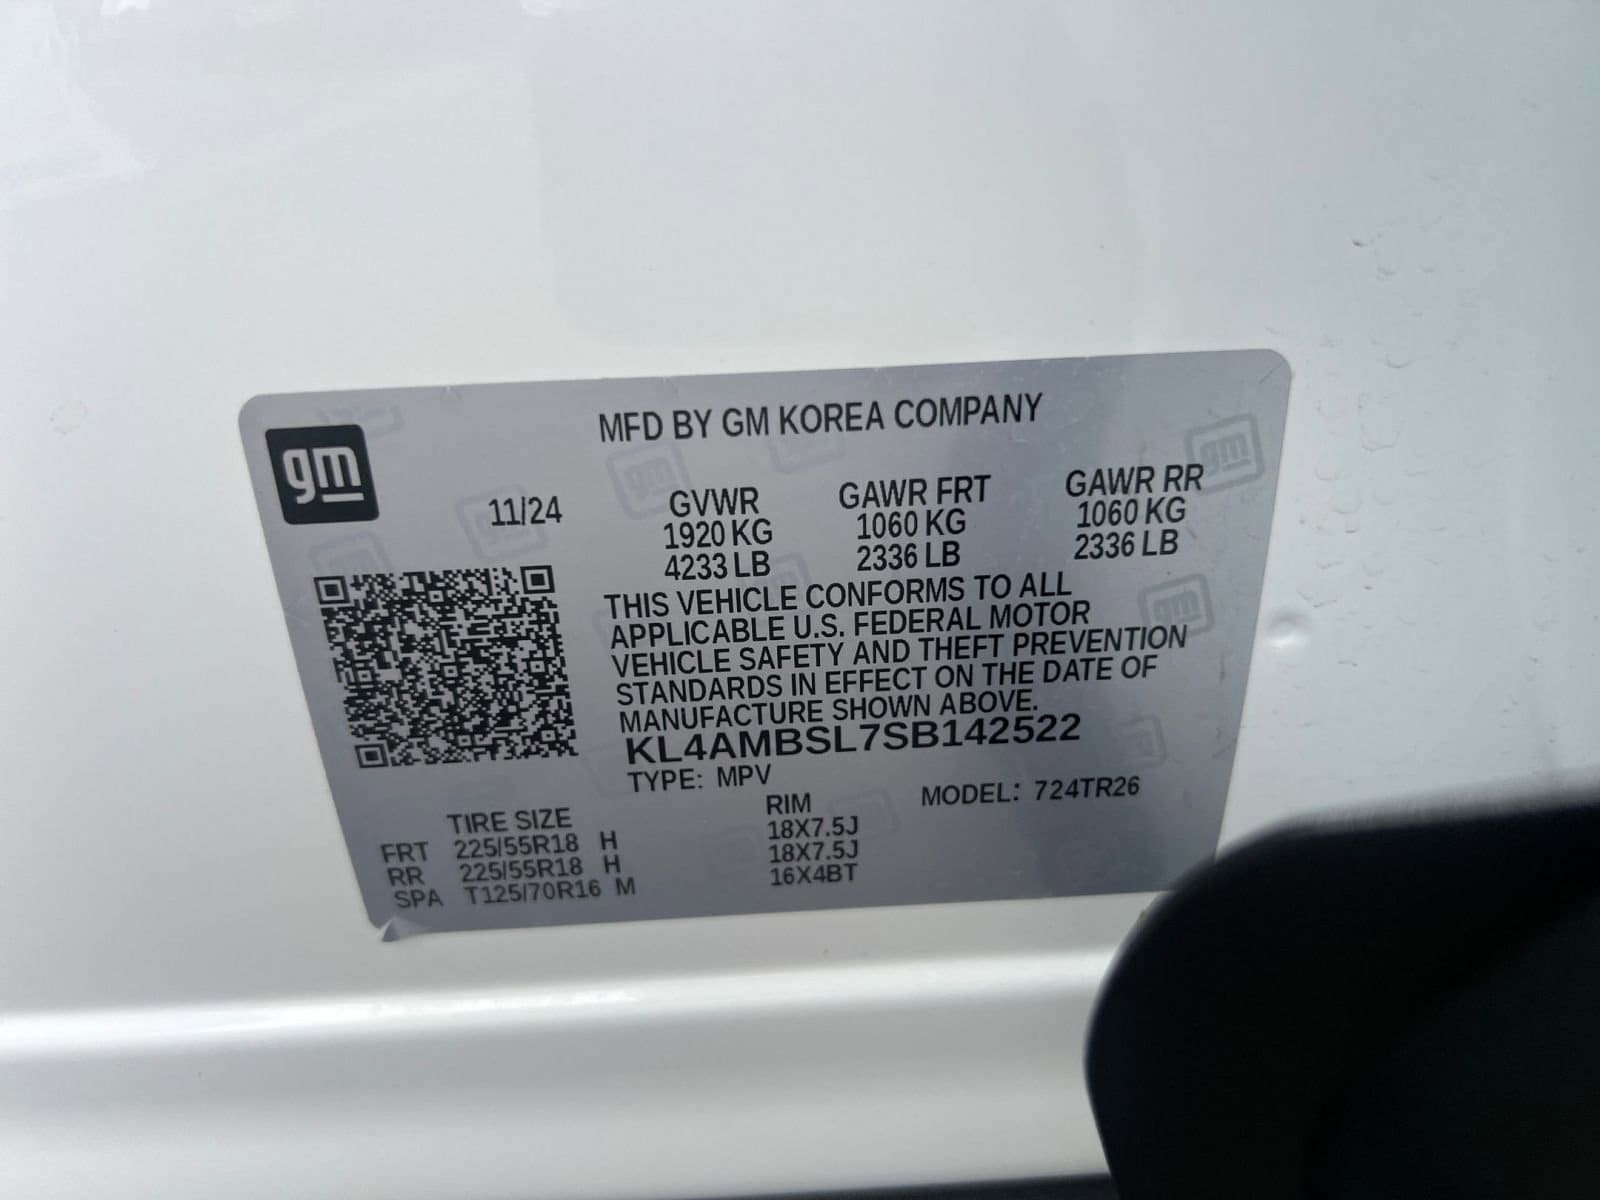 gm
MFD BY GM KOREA COMPANY
11/24
GVWR GAWR FRT GAWR RR
1920 KG 1060 KG 1060 KG
4233 LB 2336 LB 2336 LB
THIS VEHICLE CONFORMS TO ALL
APPLICABLE U.S. FEDERAL MOTOR
VEHICLE SAFETY AND THEFT PREVENTION
STANDARDS IN EFFECT ON THE DATE OF
MANUFACTURE SHOWN ABOVE.
KL4AMBSL7SB142522
TYPE: MPV
TIRE SIZE RIM MODEL: 724TR26
FRT 225/55R18 H 18X7.5J
RR 225/55R18 H 18X7.5J
SPA T125/70R16 M 16X4BT